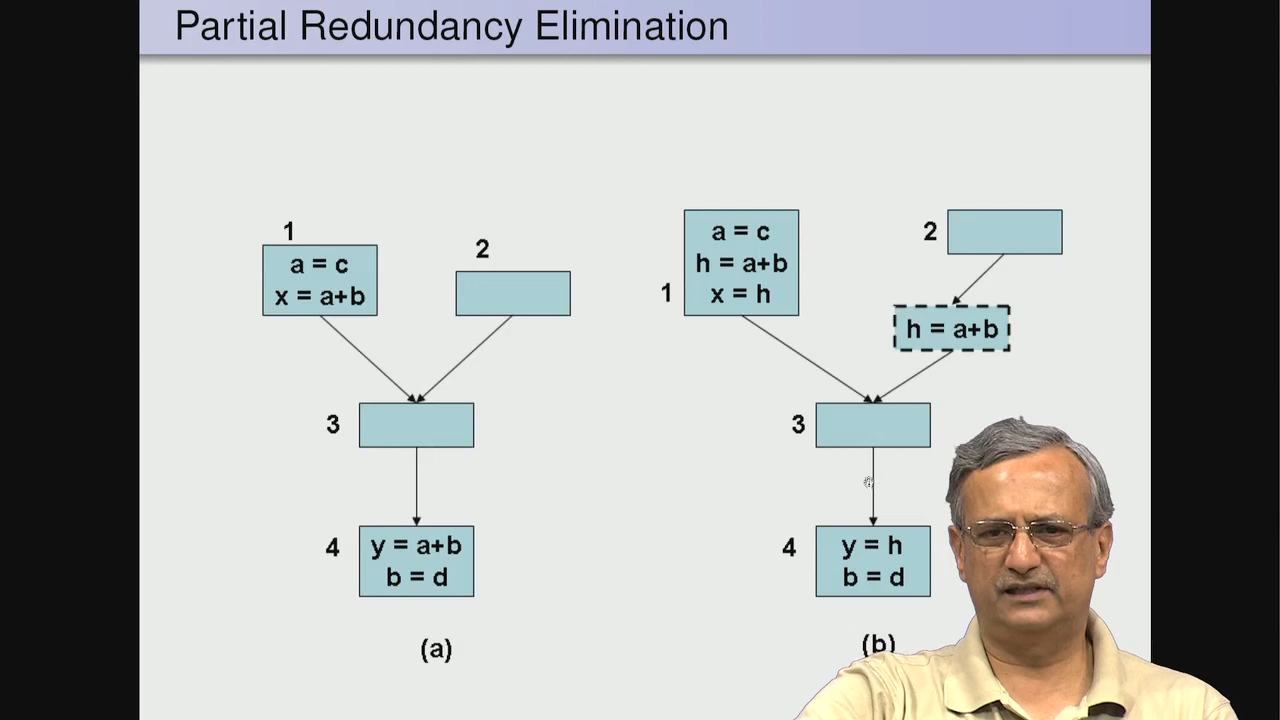 Partial Redundancy Elimination
1
a = c
x = a+b
2
3
4
y = a+b
b = d
(a)
1
a = c
h = a+b
x = h
2
h = a+b
3
4
y = h
b = d
(b)